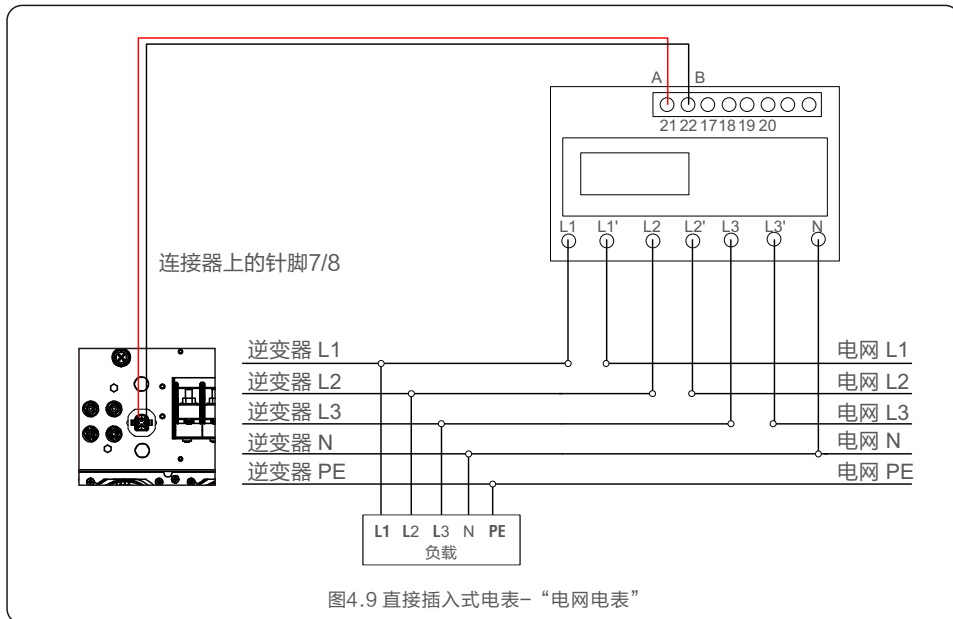 A B
21 22 17 18 19 20
L1 L1' L2 L2' L3 L3' N
连接器上的针脚7/8
逆变器 L1 电网 L1
逆变器 L2 电网 L2
逆变器 L3 电网 L3
逆变器 N 电网 N
逆变器 PE 电网 PE
L1 L2 L3 N PE
负载
图4.9 直接插入式电表-“电网电表”